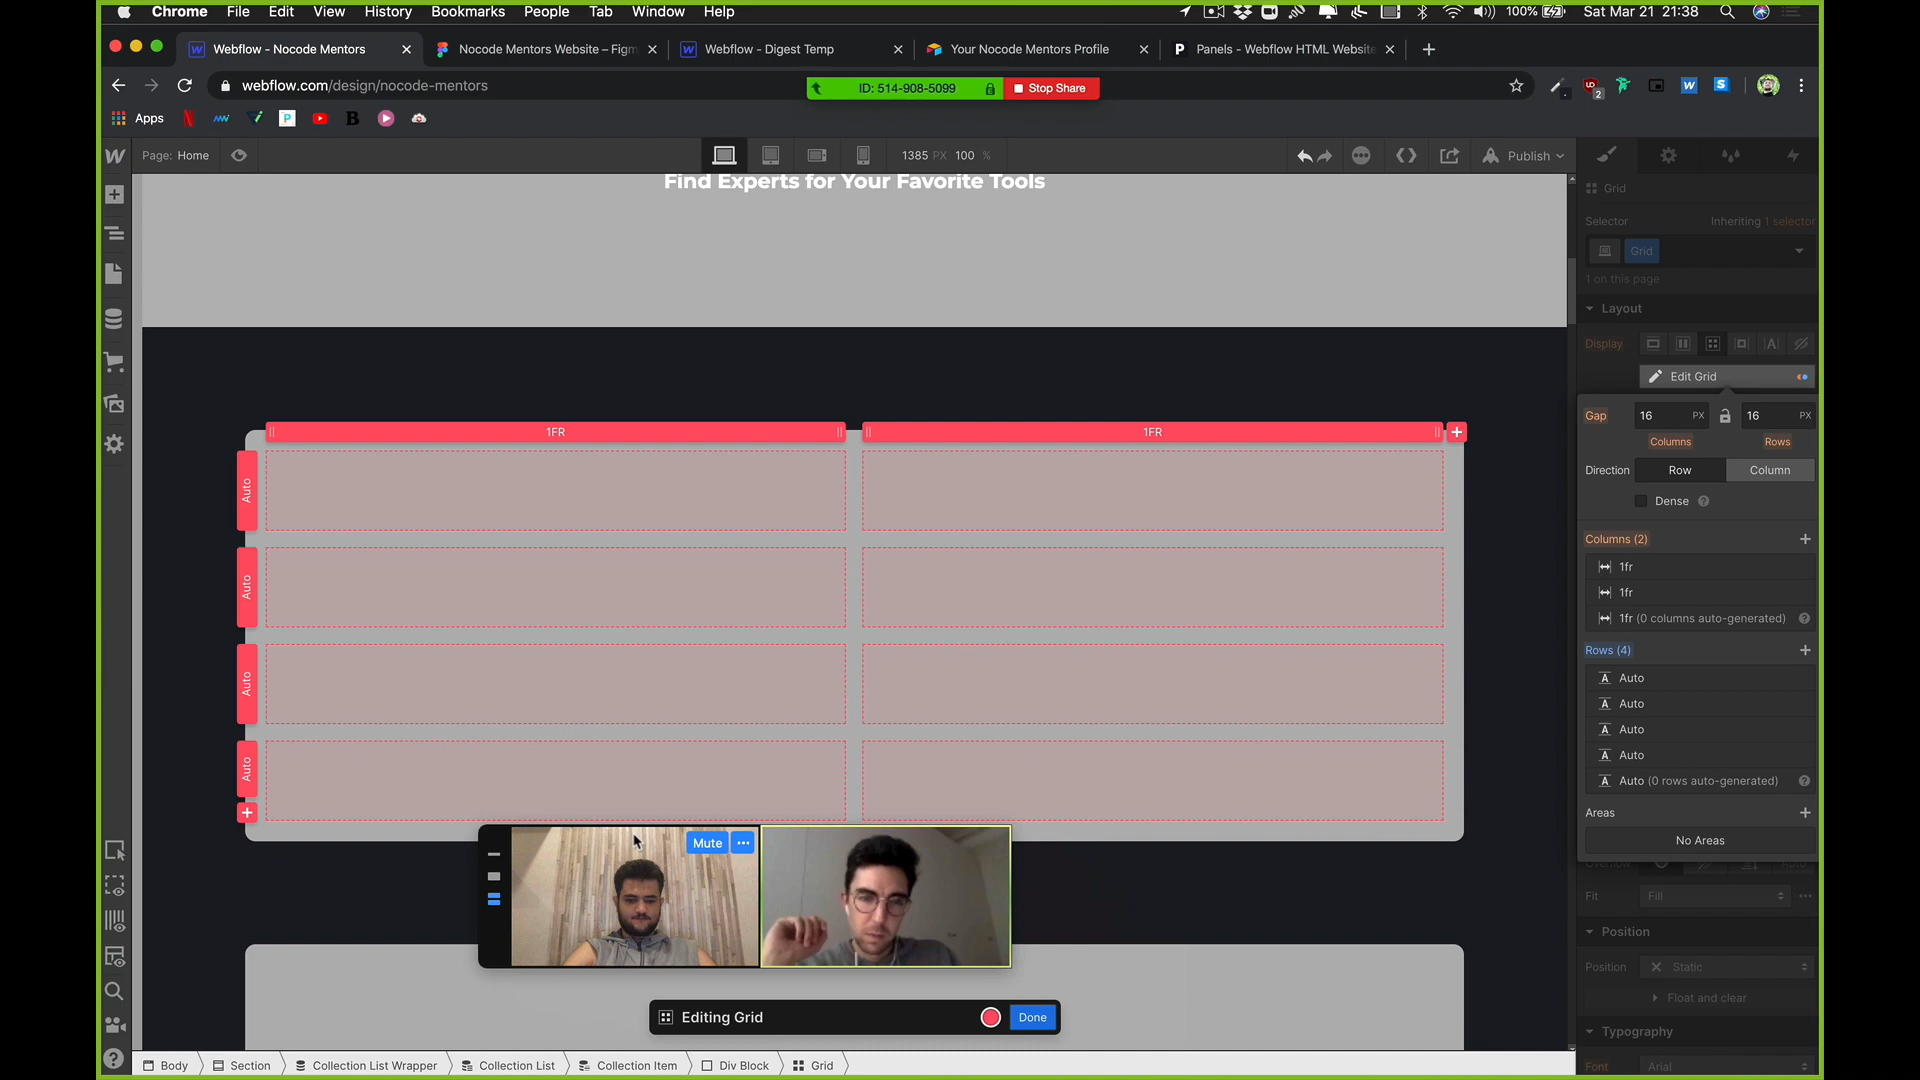 Chrome File Edit View History Bookmarks People Tab Window Help
100%
Sat Mar 21 21:38
Webflow - Nocode Mentors
Nocode Mentors Website – Figm
Webflow - Digest Temp
Your Nocode Mentors Profile
Panels - Webflow HTML Website
webflow.com/design/nocode-mentors
ID: 514-908-5099
Stop Share
Apps
Page: Home
1385 PX 100 %
Publish
Find Experts for Your Favorite Tools
Grid
Selector
Inheriting 1 selector
Grid
1 on this page
Layout
Display
Edit Grid
Gap
16 PX
16 PX
Columns
Rows
Direction
Row
Column
Dense
Columns (2)
1fr
1fr
1fr (0 columns auto-generated)
Rows (4)
Auto
Auto
Auto
Auto
Auto (0 rows auto-generated)
Areas
No Areas
Overflow
Auto
Fit
Fill
Position
Position
Static
Float and clear
Typography
Font
Arial
1FR
1FR
Auto
Auto
Auto
Auto
Mute
Editing Grid
Done
Body
Section
Collection List Wrapper
Collection List
Collection Item
Div Block
Grid